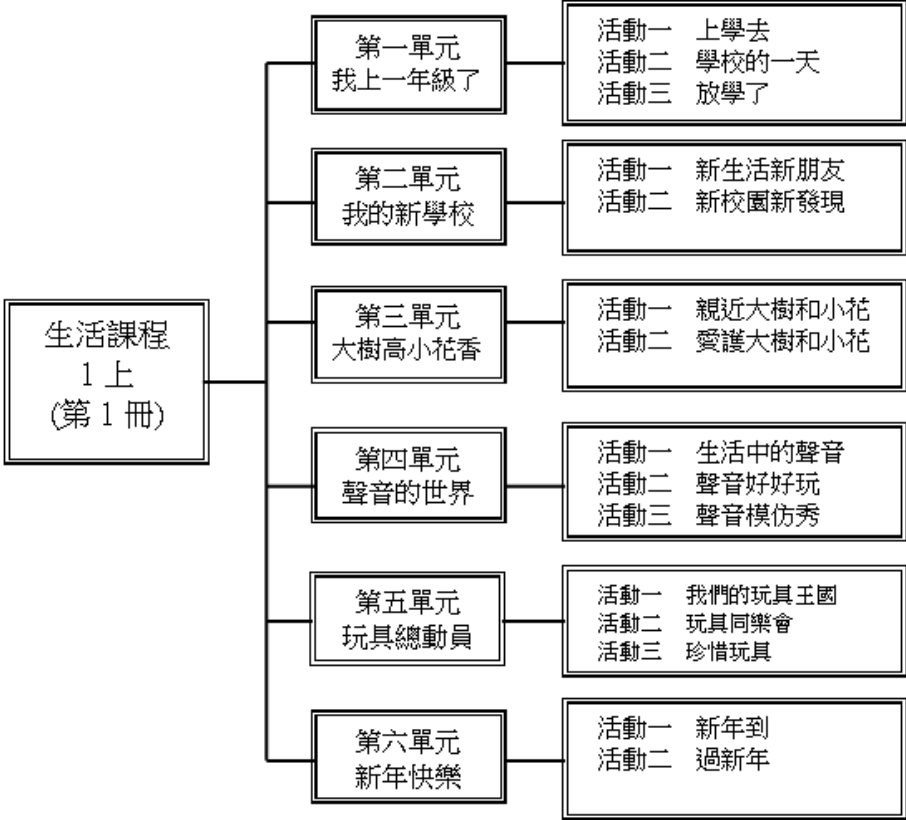 生活課程
1 上
(第 1 冊)
第一單元
我上一年級了
活動一 上學去
活動二 學校的一天
活動三 放學了
第二單元
我的新學校
活動一 新生活新朋友
活動二 新校園新發現
第三單元
大樹高小花香
活動一 親近大樹和小花
活動二 愛護大樹和小花
第四單元
聲音的世界
活動一 生活中的聲音
活動二 聲音好好玩
活動三 聲音模仿秀
第五單元
玩具總動員
活動一 我們的玩具王國
活動二 玩具同樂會
活動三 珍惜玩具
第六單元
新年快樂
活動一 新年到
活動二 過新年